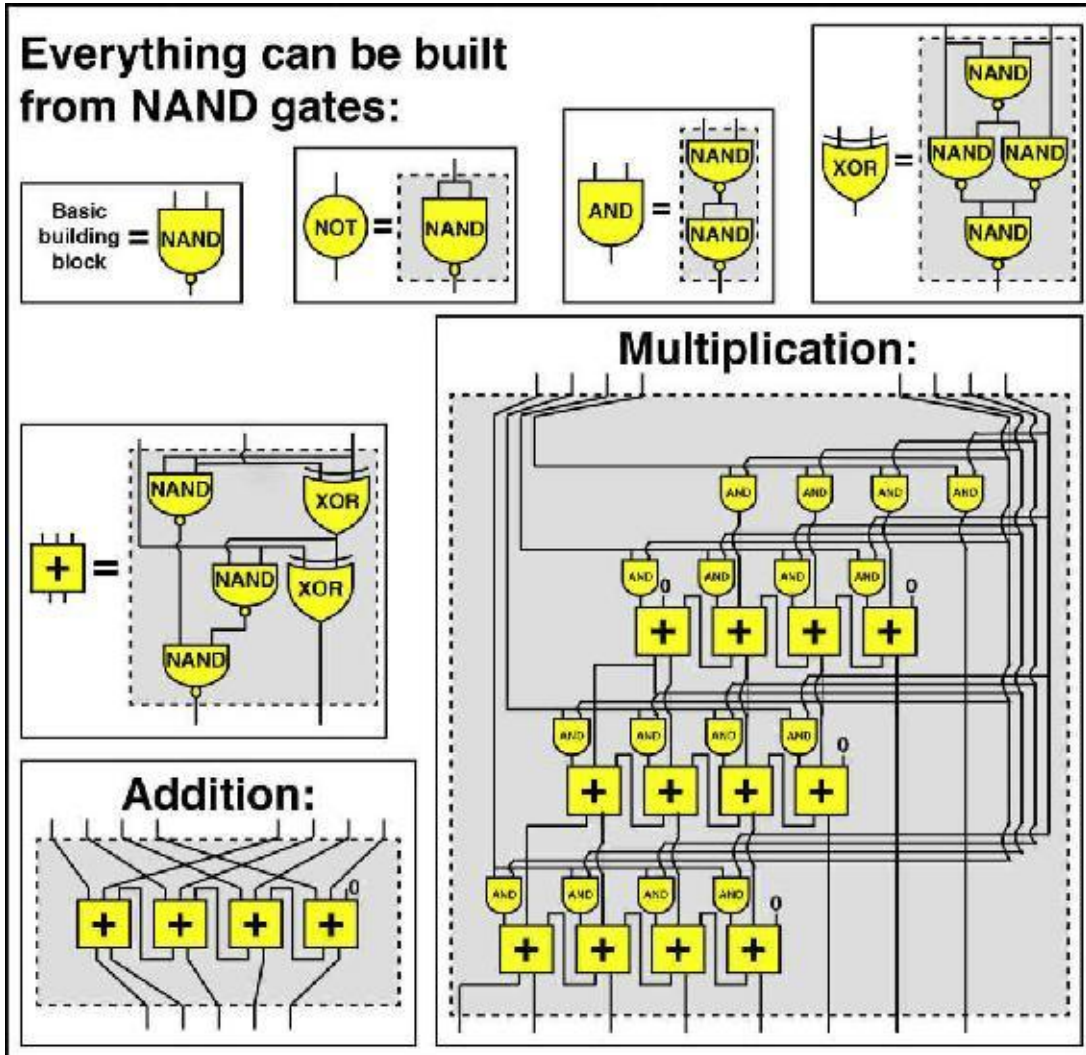 Everything can be built
from NAND gates:
Basic
building
block
=
NAND
NOT
=
NAND
AND
=
NAND
NAND
XOR
=
NAND
NAND
NAND
NAND
+
=
NAND
XOR
NAND
XOR
NAND
Addition:
0
+
+
+
+
Multiplication:
AND
AND
AND
AND
AND
AND
AND
AND
0
0
+
+
+
+
AND
AND
AND
AND
0
+
+
+
+
AND
AND
AND
AND
0
+
+
+
+